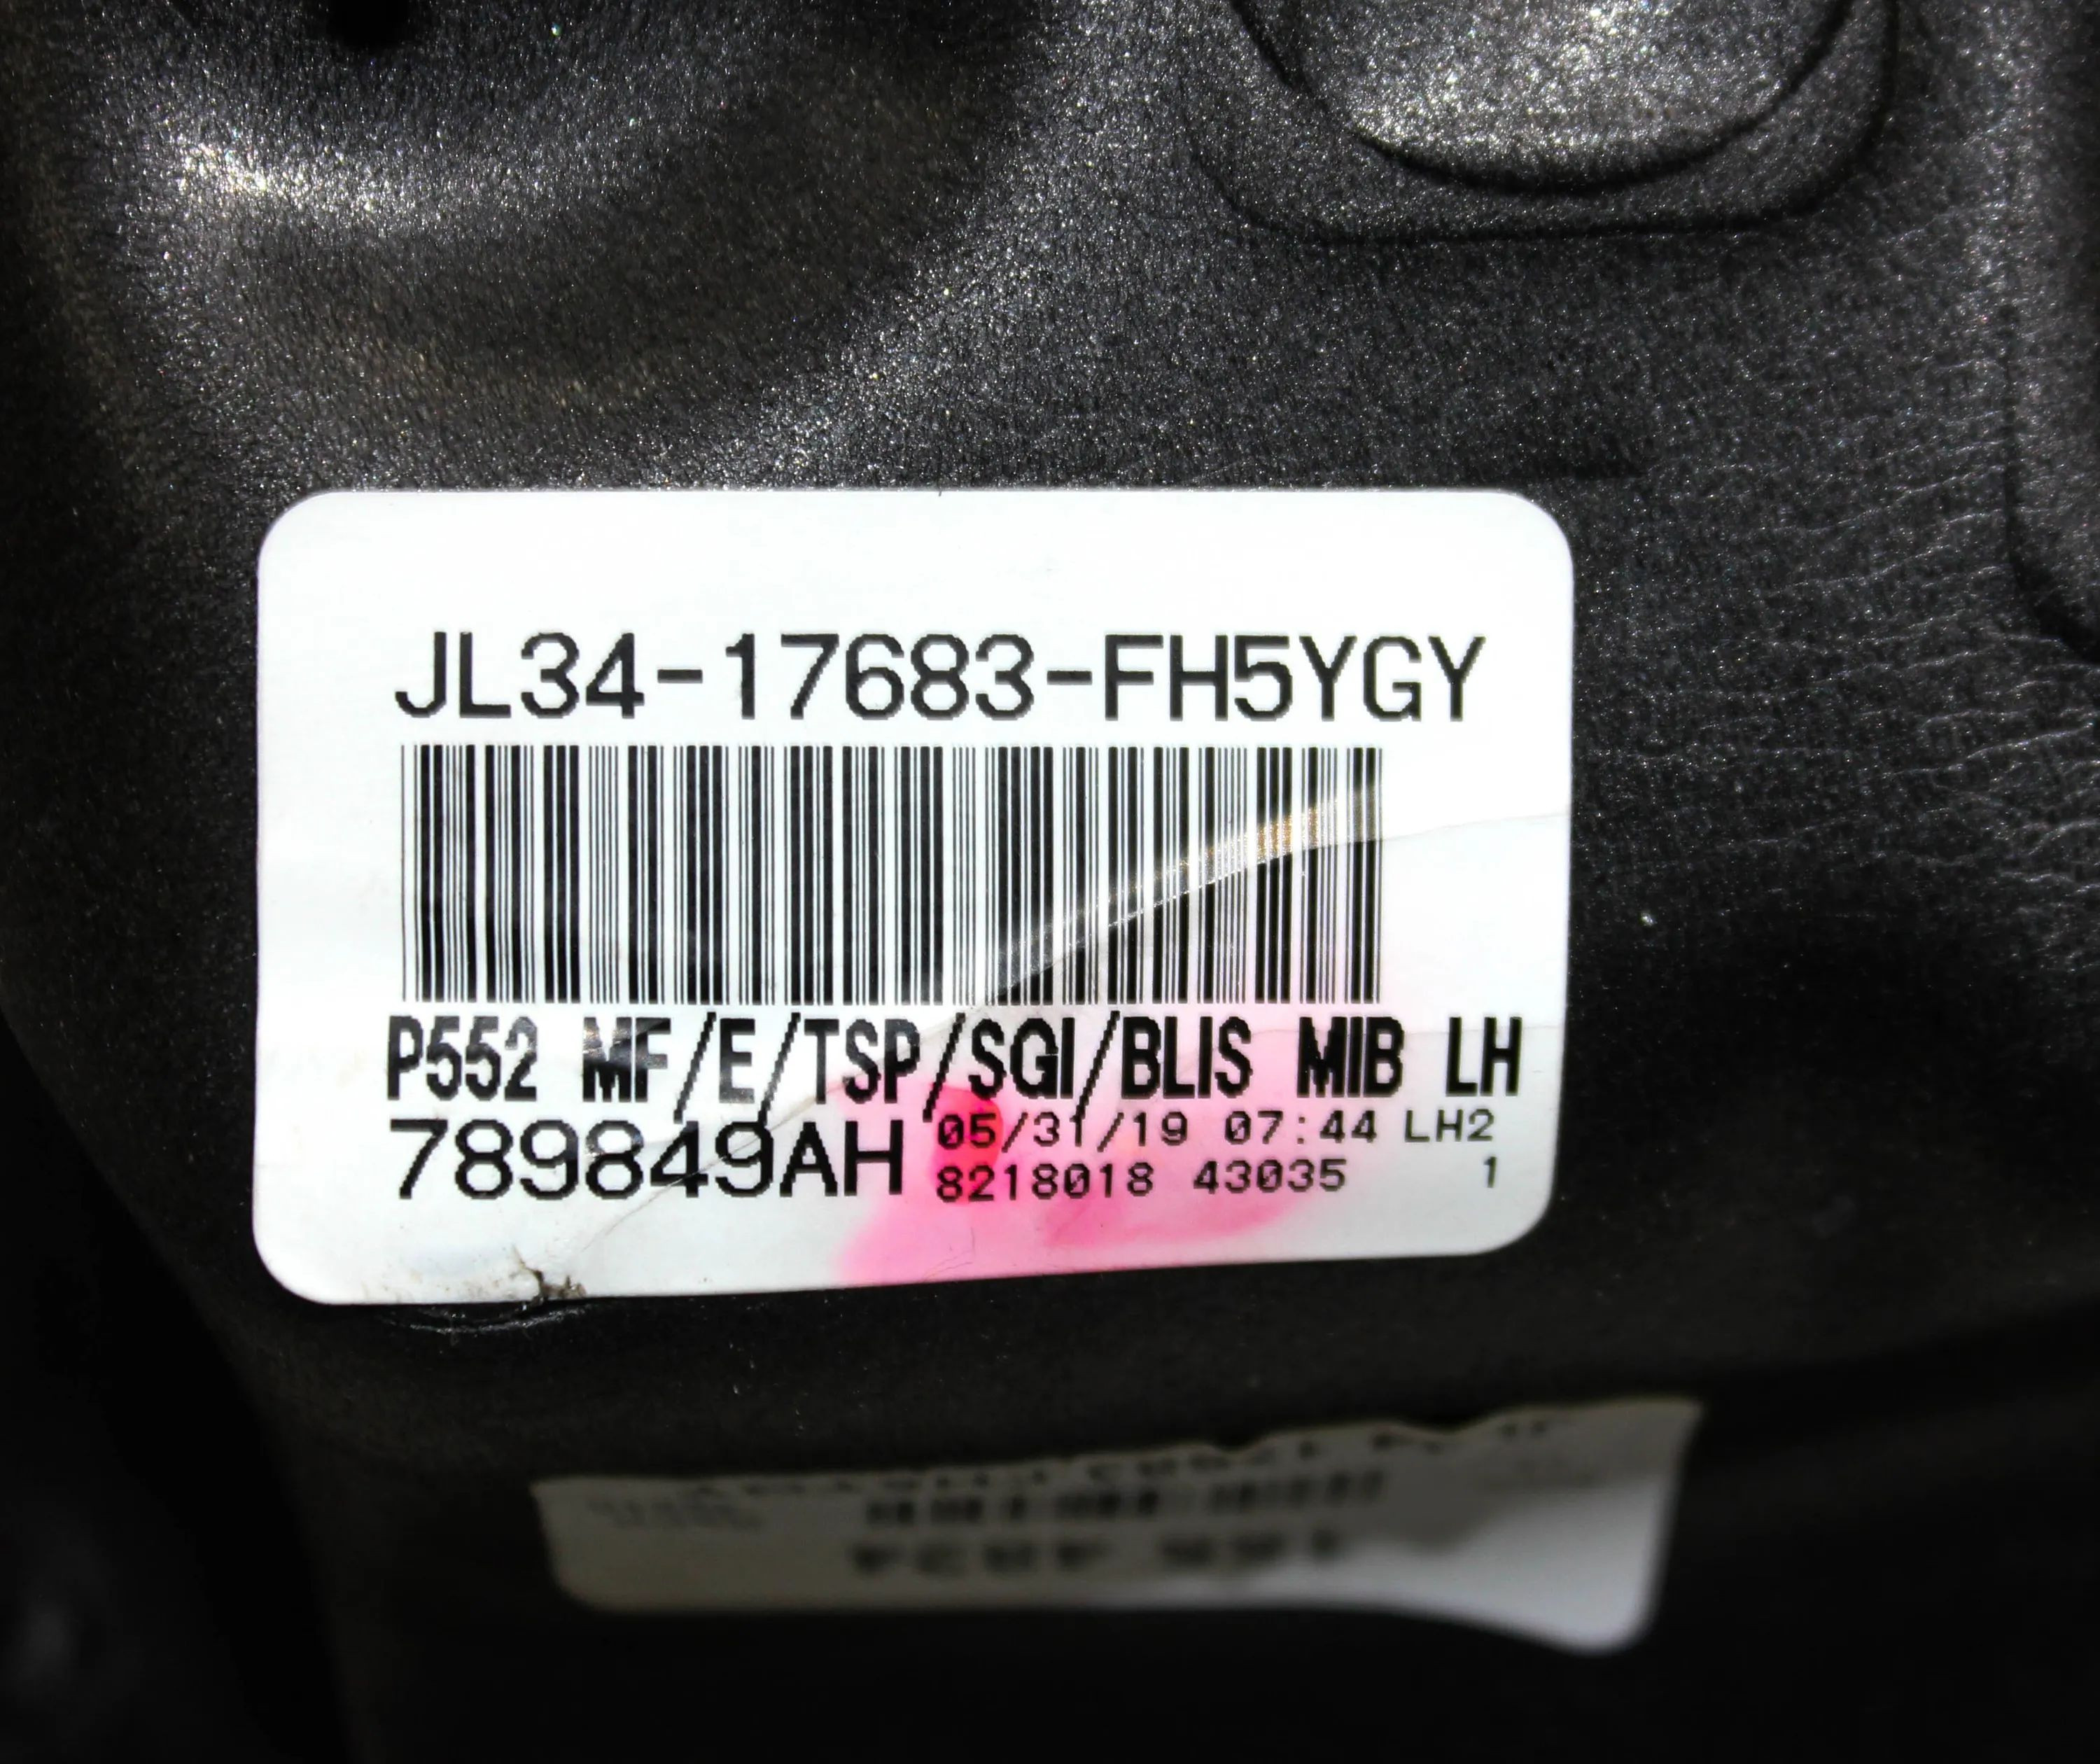 JL34-17683-FH5YGY
P552 MF/E/TSP/SGI/BLIS MIB LH
789849AH 05/31/19 07:44 LH2
8218018 43035 1